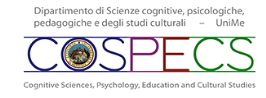 Dipartimento di Scienze cognitive, psicologiche,
pedagogiche e degli studi culturali – UniMe
COSPECS
Cognitive Sciences, Psychology, Education and Cultural Studies